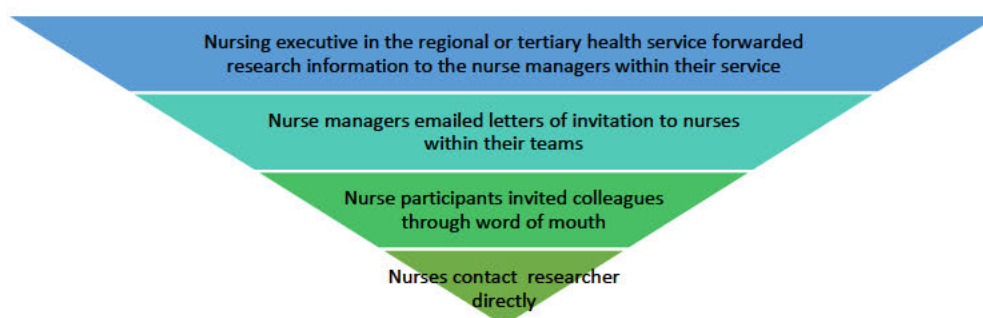 Nursing executive in the regional or tertiary health service forwarded
research information to the nurse managers within their service
Nurse managers emailed letters of invitation to nurses
within their teams
Nurse participants invited colleagues
through word of mouth
Nurses contact researcher
directly